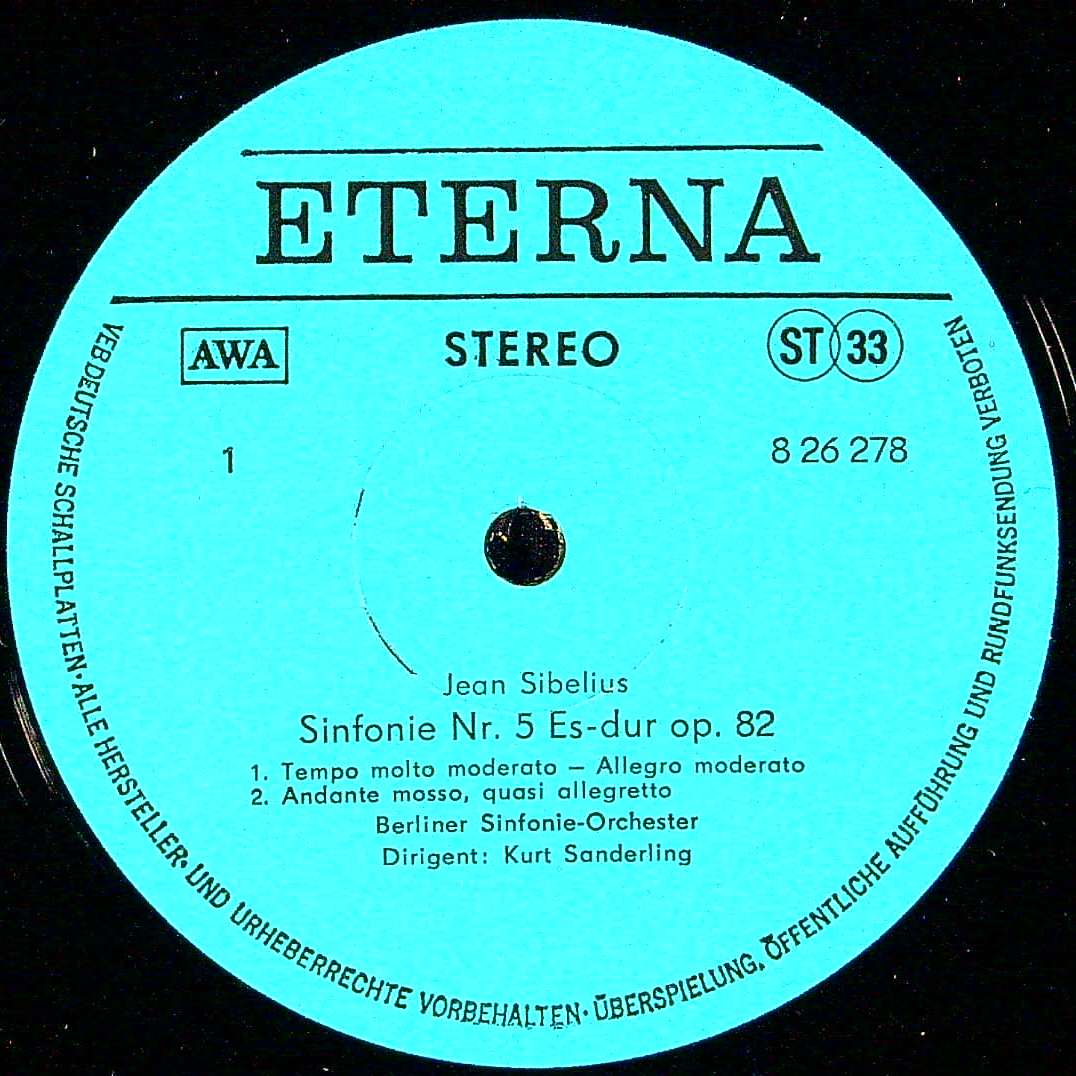 ETERNA
AWA
STEREO
ST 33
1
8 26 278
Jean Sibelius
Sinfonie Nr. 5 Es-dur op. 82
1. Tempo molto moderato – Allegro moderato
2. Andante mosso, quasi allegretto
Berliner Sinfonie-Orchester
Dirigent: Kurt Sanderling
VEB DEUTSCHE SCHALLPLATTEN·ALLE HERSTELLER- UND URHEBERRECHTE VORBEHALTEN·ÜBERSPIELUNG, ÖFFENTLICHE AUFFÜHRUNG UND RUNDFUNKSENDUNG VERBOTEN